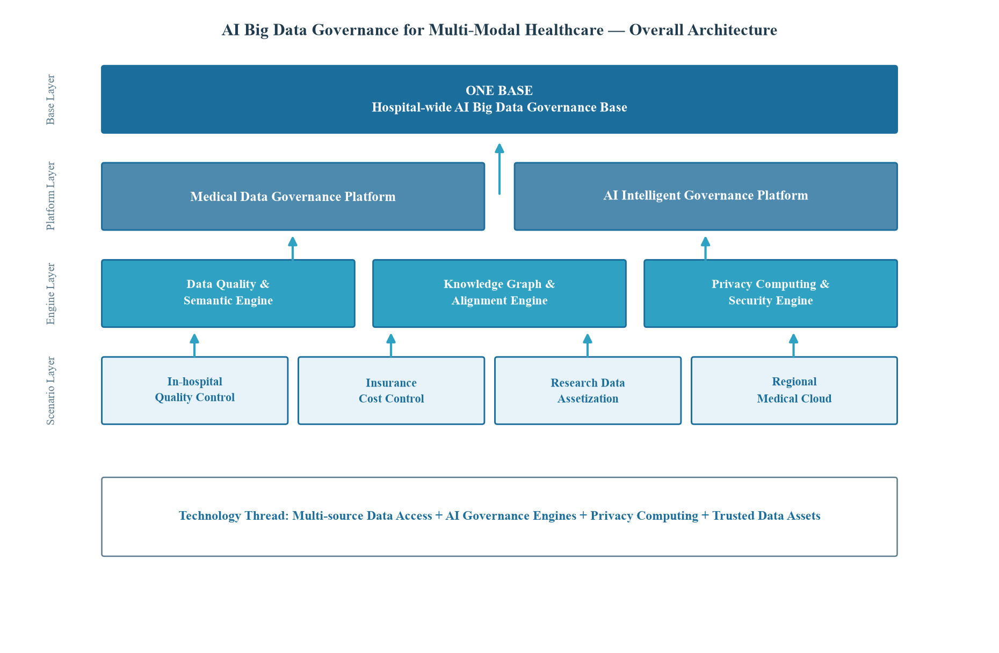 AI Big Data Governance for Multi-Modal Healthcare — Overall Architecture
Base Layer
ONE BASE
Hospital-wide AI Big Data Governance Base
Platform Layer
Medical Data Governance Platform
AI Intelligent Governance Platform
Engine Layer
Data Quality &
Semantic Engine
Knowledge Graph &
Alignment Engine
Privacy Computing &
Security Engine
Scenario Layer
In-hospital
Quality Control
Insurance
Cost Control
Research Data
Assetization
Regional
Medical Cloud
Technology Thread: Multi-source Data Access + AI Governance Engines + Privacy Computing + Trusted Data Assets